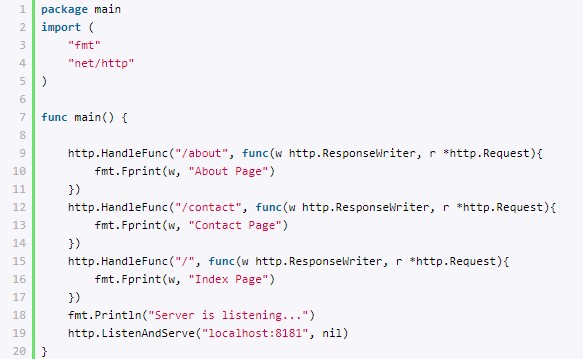 1 package main
2 import (
3     "fmt"
4     "net/http"
5 )
6
7 func main() {
8
9     http.HandleFunc("/about", func(w http.ResponseWriter, r *http.Request){
10         fmt.Fprint(w, "About Page")
11     })
12     http.HandleFunc("/contact", func(w http.ResponseWriter, r *http.Request){
13         fmt.Fprint(w, "Contact Page")
14     })
15     http.HandleFunc("/", func(w http.ResponseWriter, r *http.Request){
16         fmt.Fprint(w, "Index Page")
17     })
18     fmt.Println("Server is listening...")
19     http.ListenAndServe("localhost:8181", nil)
20 }